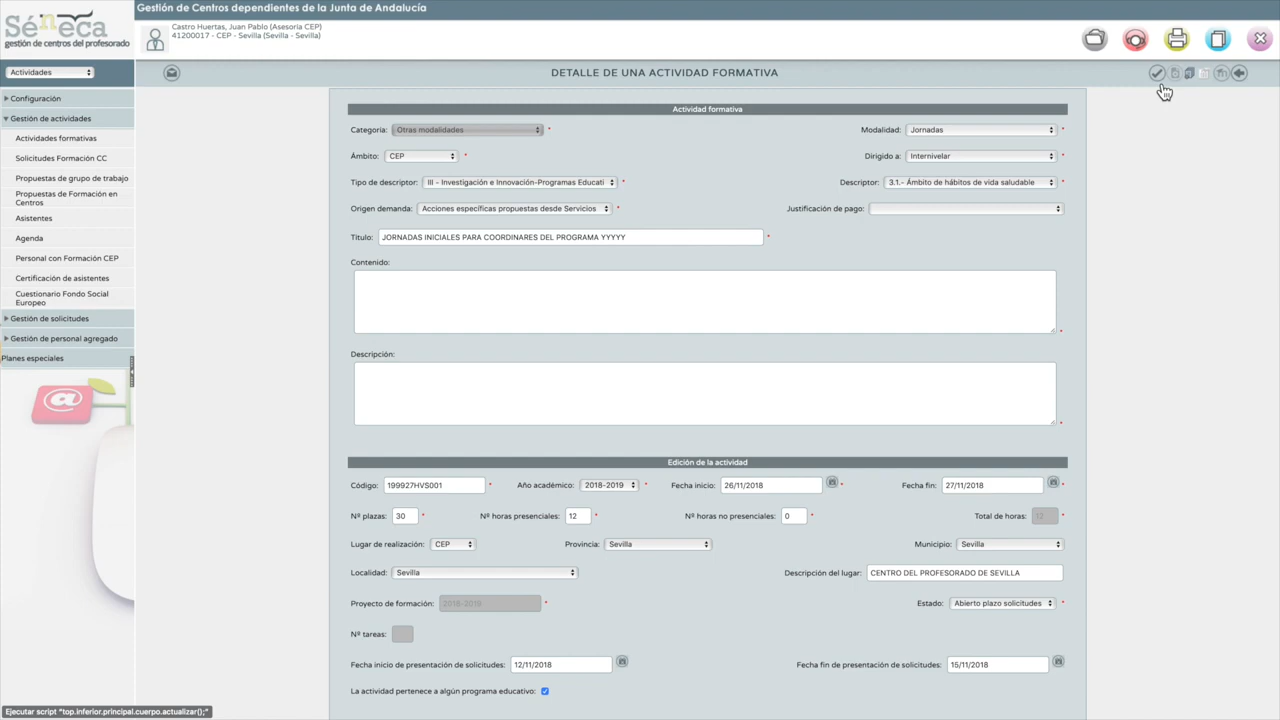 Gestión de Centros dependientes de la Junta de Andalucía
Séneca
gestión de centros del profesorado
Castro Huertas, Juan Pablo (Asesoría CEP)
41200017 - CEP - Sevilla (Sevilla - Sevilla)
Actividades
DETALLE DE UNA ACTIVIDAD FORMATIVA
Configuración
Gestión de actividades
Actividades formativas
Solicitudes Formación CC
Propuestas de grupo de trabajo
Propuestas de Formación en
Centros
Asistentes
Agenda
Personal con Formación CEP
Certificación de asistentes
Cuestionario Fondo Social
Europeo
Gestión de solicitudes
Gestión de personal agregado
Planes especiales
Actividad formativa
Categoría: Otras modalidades * Modalidad: Jornadas *
Ámbito: CEP * Dirigido a: Internivelar *
Tipo de descriptor: III - Investigación e Innovación-Programas Educati * Descriptor: 3.1.- Ámbito de hábitos de vida saludable *
Origen demanda: Acciones específicas propuestas desde Servicios * Justificación de pago:
Título: JORNADAS INICIALES PARA COORDINARES DEL PROGRAMA YYYYY *
Contenido:
*
Descripción:
*
Edición de la actividad
Código: 199927HVS001 * Año académico: 2018-2019 * Fecha inicio: 26/11/2018 * Fecha fin: 27/11/2018 *
Nº plazas: 30 * Nº horas presenciales: 12 * Nº horas no presenciales: 0 * Total de horas: 12 *
Lugar de realización: CEP Provincia: Sevilla Municipio: Sevilla
Localidad: Sevilla Descripción del lugar: CENTRO DEL PROFESORADO DE SEVILLA
Proyecto de formación: 2018-2019 * Estado: Abierto plazo solicitudes *
Nº tareas:
Fecha inicio de presentación de solicitudes: 12/11/2018 Fecha fin de presentación de solicitudes: 15/11/2018
La actividad pertenece a algún programa educativo:
Ejecutar script "top.inferior.principal.cuerpo.actualizar();"